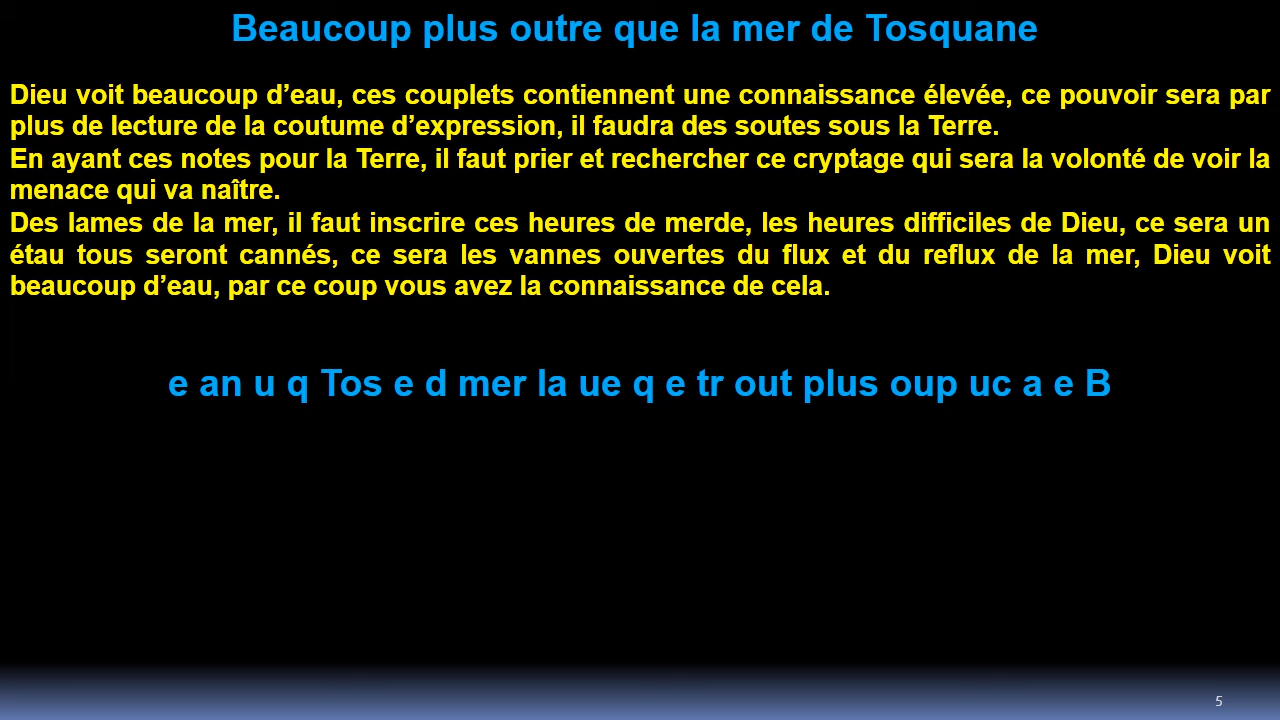 Beaucoup plus outre que la mer de Tosquane
Dieu voit beaucoup d’eau, ces couplets contiennent une connaissance élevée, ce pouvoir sera par
plus de lecture de la coutume d’expression, il faudra des soutes sous la Terre.
En ayant ces notes pour la Terre, il faut prier et rechercher ce cryptage qui sera la volonté de voir la
menace qui va naître.
Des lames de la mer, il faut inscrire ces heures de merde, les heures difficiles de Dieu, ce sera un
étau tous seront cannés, ce sera les vannes ouvertes du flux et du reflux de la mer, Dieu voit
beaucoup d’eau, par ce coup vous avez la connaissance de cela.
e an u q Tos e d mer la ue q e tr out plus oup uc a e B
5